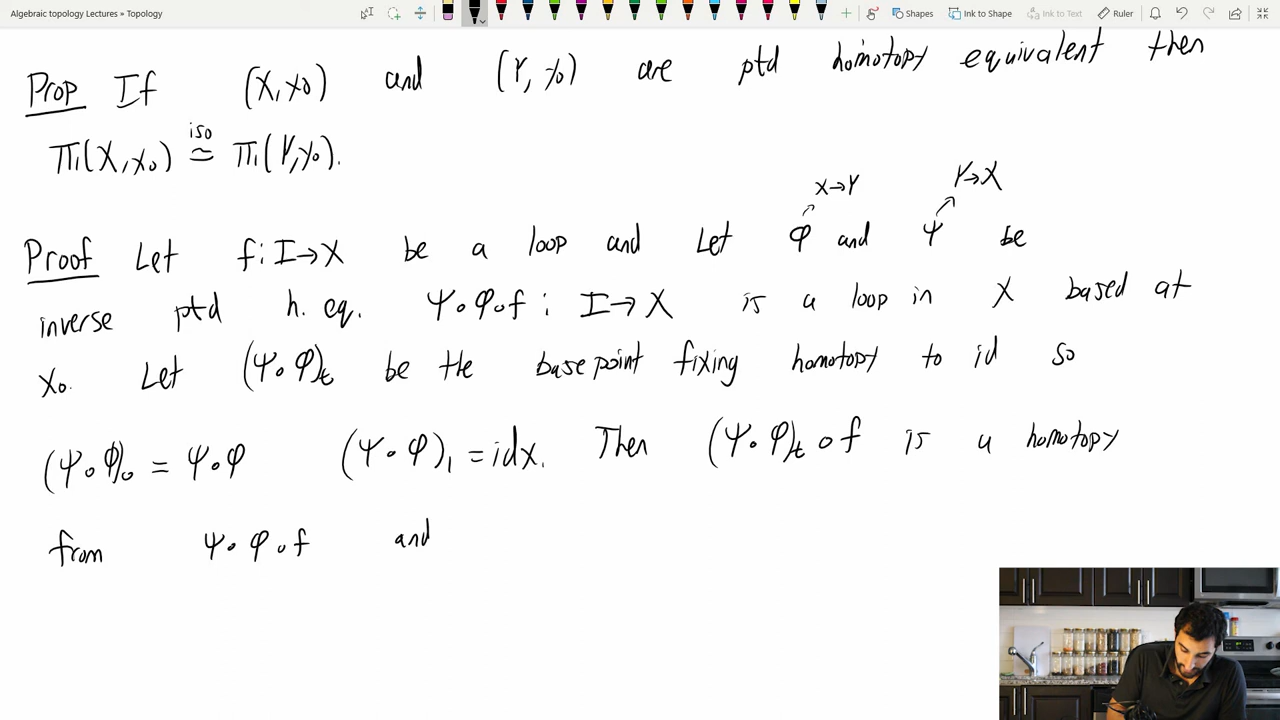 Algebraic topology Lectures » Topology
Shapes Ink to Shape Ink to Text Ruler
Prop If (X, x₀) and (Y, y₀) are ptd homotopy equivalent then
π₁(X, x₀) ≃ π₁(Y, y₀).
iso
X→Y Y→X
Proof Let f: I→X be a loop and Let φ and ψ be
inverse ptd h. eq. ψ∘φ∘f : I→X is a loop in X based at
x₀. Let (ψ∘φ)ₜ be the basepoint fixing homotopy to id so
(ψ∘φ)₀ = ψ∘φ (ψ∘φ)₁ = idx. Then (ψ∘φ)ₜ∘f is a homotopy
from ψ∘φ∘f and